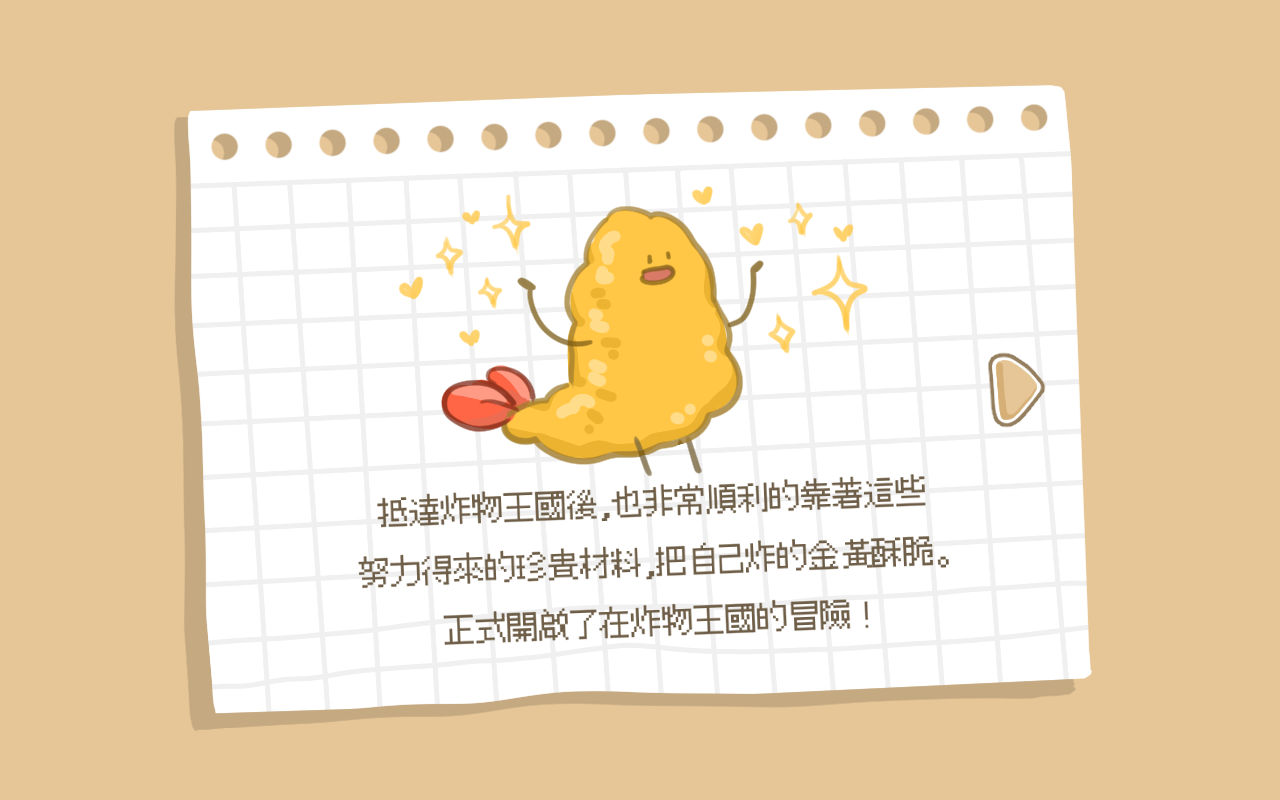 抵達炸物王國後,也非常順利的靠著這些
努力得來的珍貴材料,把自己炸的金黃酥脆。
正式開啟了在炸物王國的冒險！